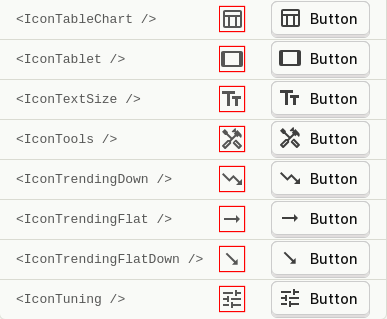 <IconTableChart /> Button
<IconTablet /> Button
<IconTextSize /> Button
<IconTools /> Button
<IconTrendingDown /> Button
<IconTrendingFlat /> Button
<IconTrendingFlatDown /> Button
<IconTuning /> Button